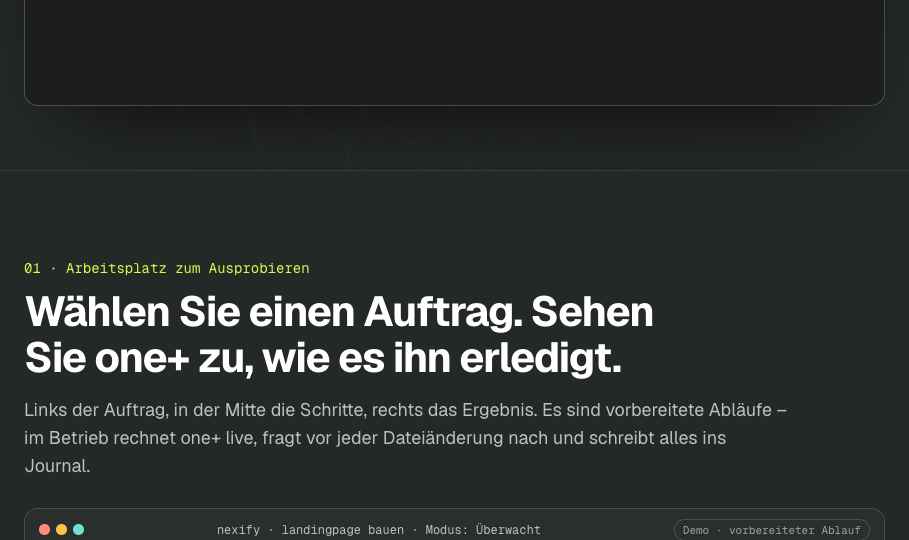 01 · Arbeitsplatz zum Ausprobieren
Wählen Sie einen Auftrag. Sehen
Sie one+ zu, wie es ihn erledigt.
Links der Auftrag, in der Mitte die Schritte, rechts das Ergebnis. Es sind vorbereitete Abläufe –
im Betrieb rechnet one+ live, fragt vor jeder Dateiänderung nach und schreibt alles ins
Journal.
nexify · landingpage bauen · Modus: Überwacht
Demo · vorbereiteter Ablauf